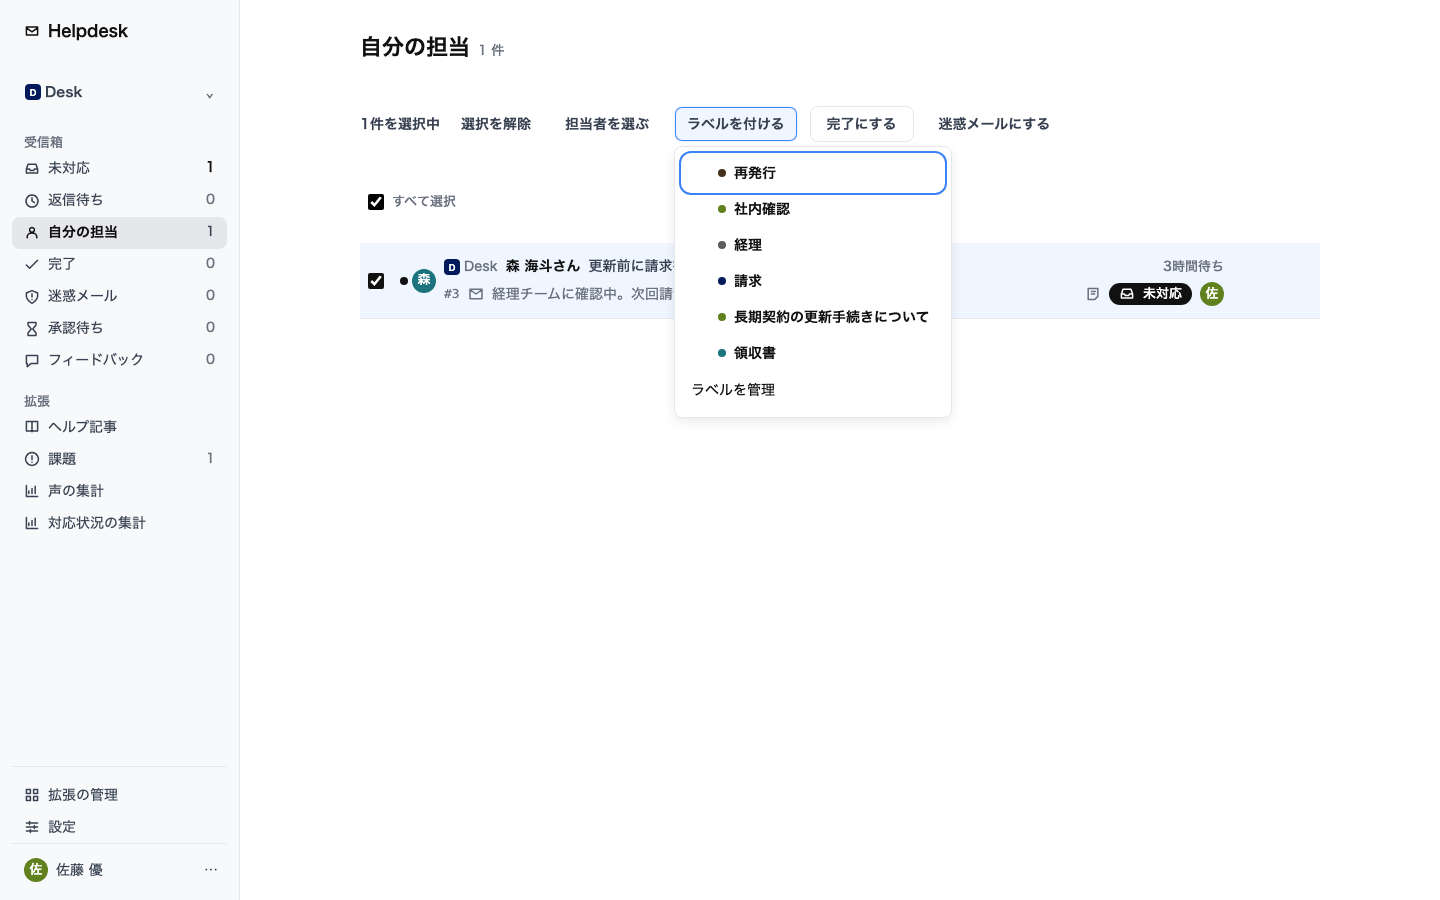 Helpdesk
D Desk
受信箱
未対応 1
返信待ち 0
自分の担当 1
完了 0
迷惑メール 0
承認待ち 0
フィードバック 0
拡張
ヘルプ記事
課題 1
声の集計
対応状況の集計
拡張の管理
設定
佐 佐藤 優 …
自分の担当 1 件
1件を選択中 選択を解除 担当者を選ぶ ラベルを付ける 完了にする 迷惑メールにする
再発行
社内確認
経理
請求
長期契約の更新手続きについて
領収書
ラベルを管理
すべて選択
森 D Desk 森 海斗さん 更新前に請求 3時間待ち
#3 経理チームに確認中。次回請 未対応 佐